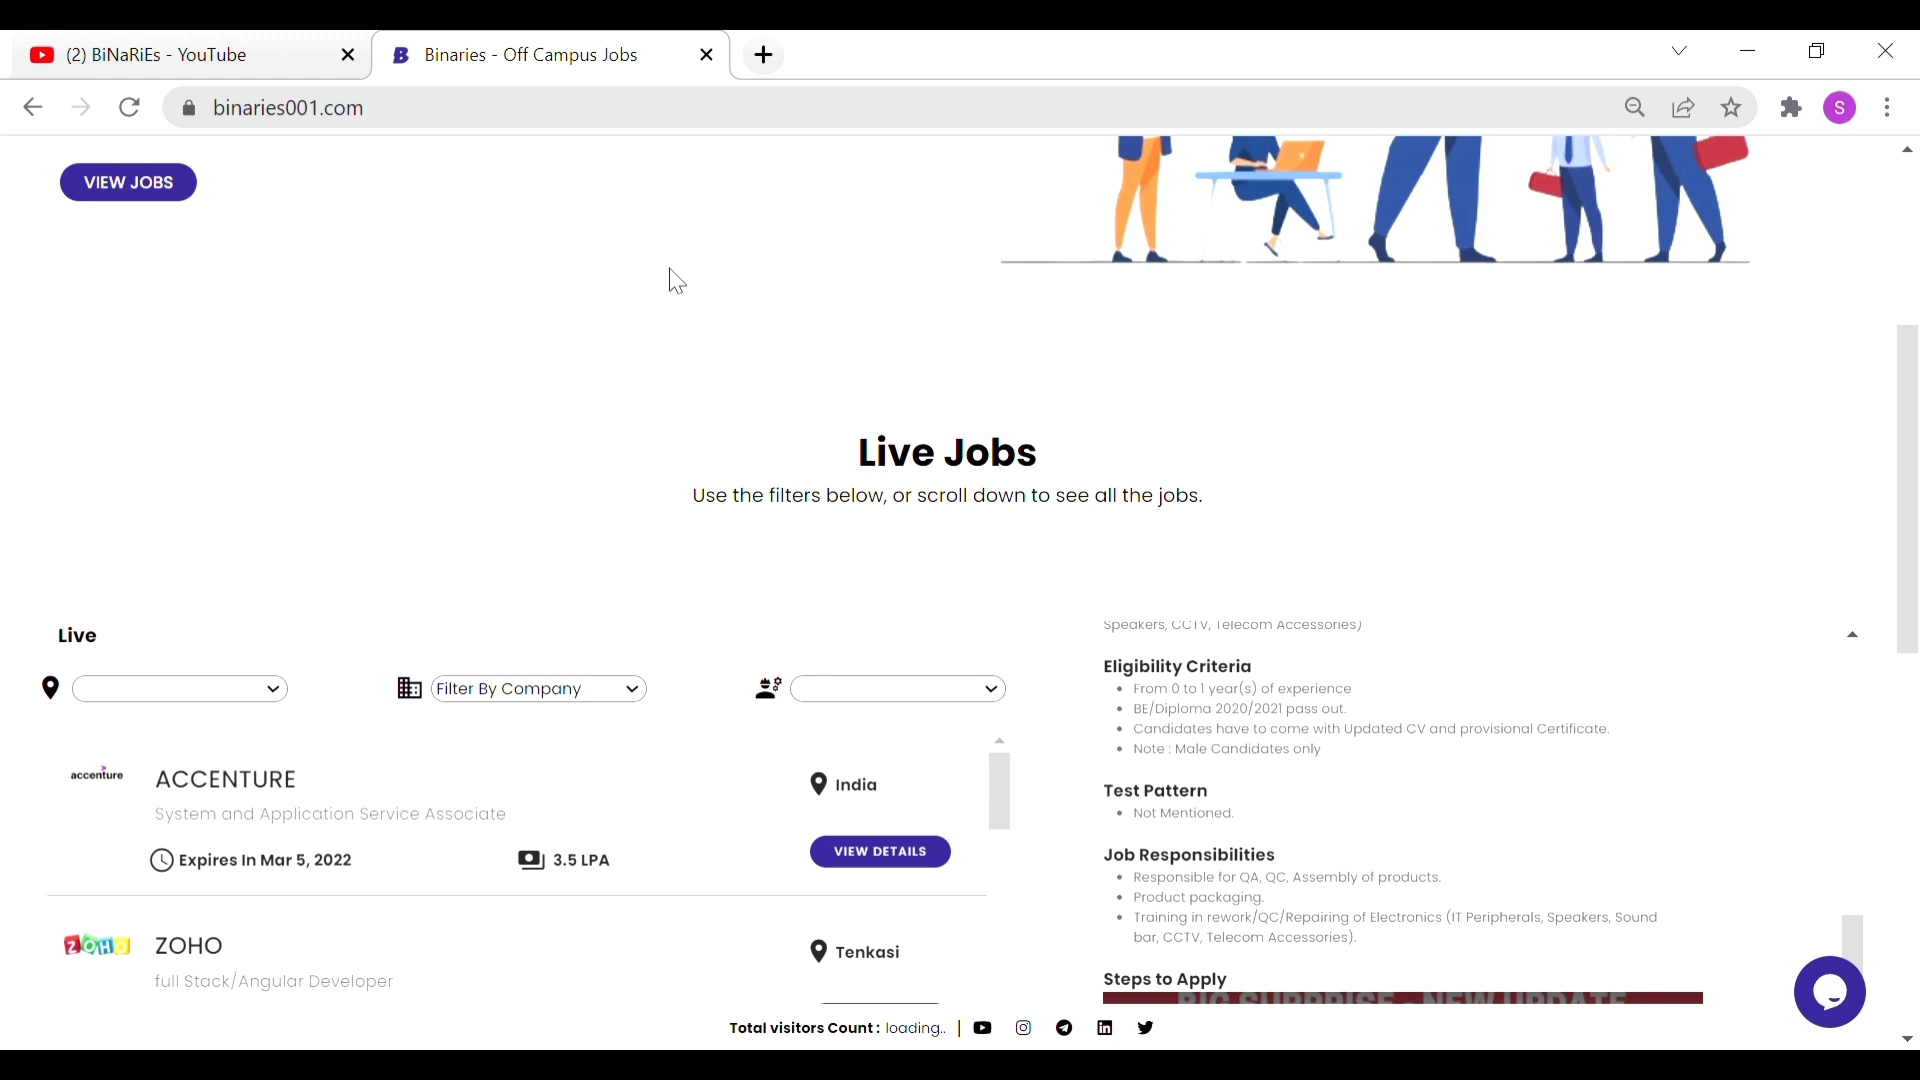 (2) BiNaRiEs - YouTube
Binaries - Off Campus Jobs
binaries001.com
S
VIEW JOBS
Live Jobs
Use the filters below, or scroll down to see all the jobs.
Live
Filter By Company
accenture
ACCENTURE
System and Application Service Associate
Expires In Mar 5, 2022
3.5 LPA
India
VIEW DETAILS
ZOHO
ZOHO
full Stack/Angular Developer
Tenkasi
Speakers, CCTV, Telecom Accessories)
Eligibility Criteria
From 0 to 1 year(s) of experience
BE/Diploma 2020/2021 pass out.
Candidates have to come with Updated CV and provisional Certificate.
Note : Male Candidates only
Test Pattern
Not Mentioned.
Job Responsibilities
Responsible for QA, QC, Assembly of products.
Product packaging.
Training in rework/QC/Repairing of Electronics (IT Peripherals, Speakers, Sound
bar, CCTV, Telecom Accessories).
Steps to Apply
BIG SURPRISE - NEW UPDATE
Total visitors Count : loading..